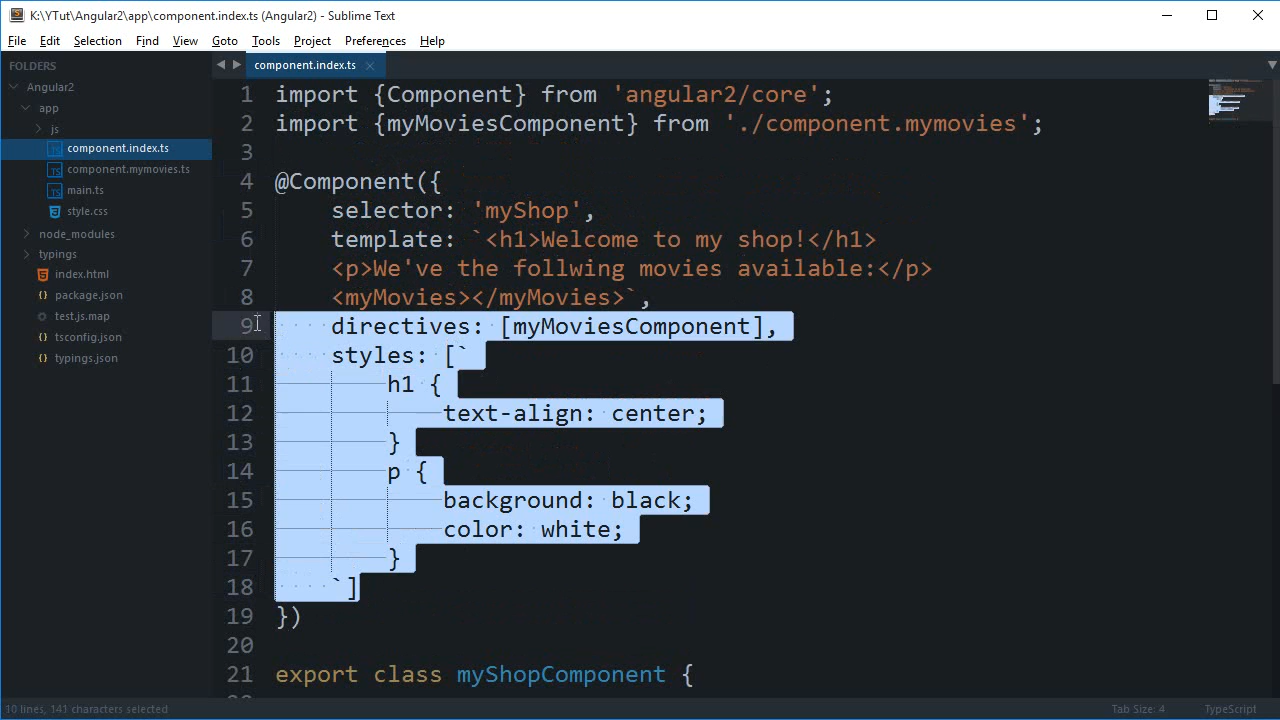 K:\YTut\Angular2\app\component.index.ts (Angular2) - Sublime Text
File Edit Selection Find View Goto Tools Project Preferences Help
FOLDERS
Angular2
app
js
component.index.ts
component.mymovies.ts
main.ts
style.css
node_modules
typings
index.html
package.json
test.js.map
tsconfig.json
typings.json
component.index.ts
1 import {Component} from 'angular2/core';
2 import {myMoviesComponent} from './component.mymovies';
3
4 @Component({
5 selector: 'myShop',
6 template: `<h1>Welcome to my shop!</h1>
7 <p>We've the follwing movies available:</p>
8 <myMovies></myMovies>`,
9 directives: [myMoviesComponent],
10 styles: [`
11 h1 {
12 text-align: center;
13 }
14 p {
15 background: black;
16 color: white;
17 }
18 `]
19 })
20
21 export class myShopComponent {
10 lines, 141 characters selected
Tab Size: 4
TypeScript